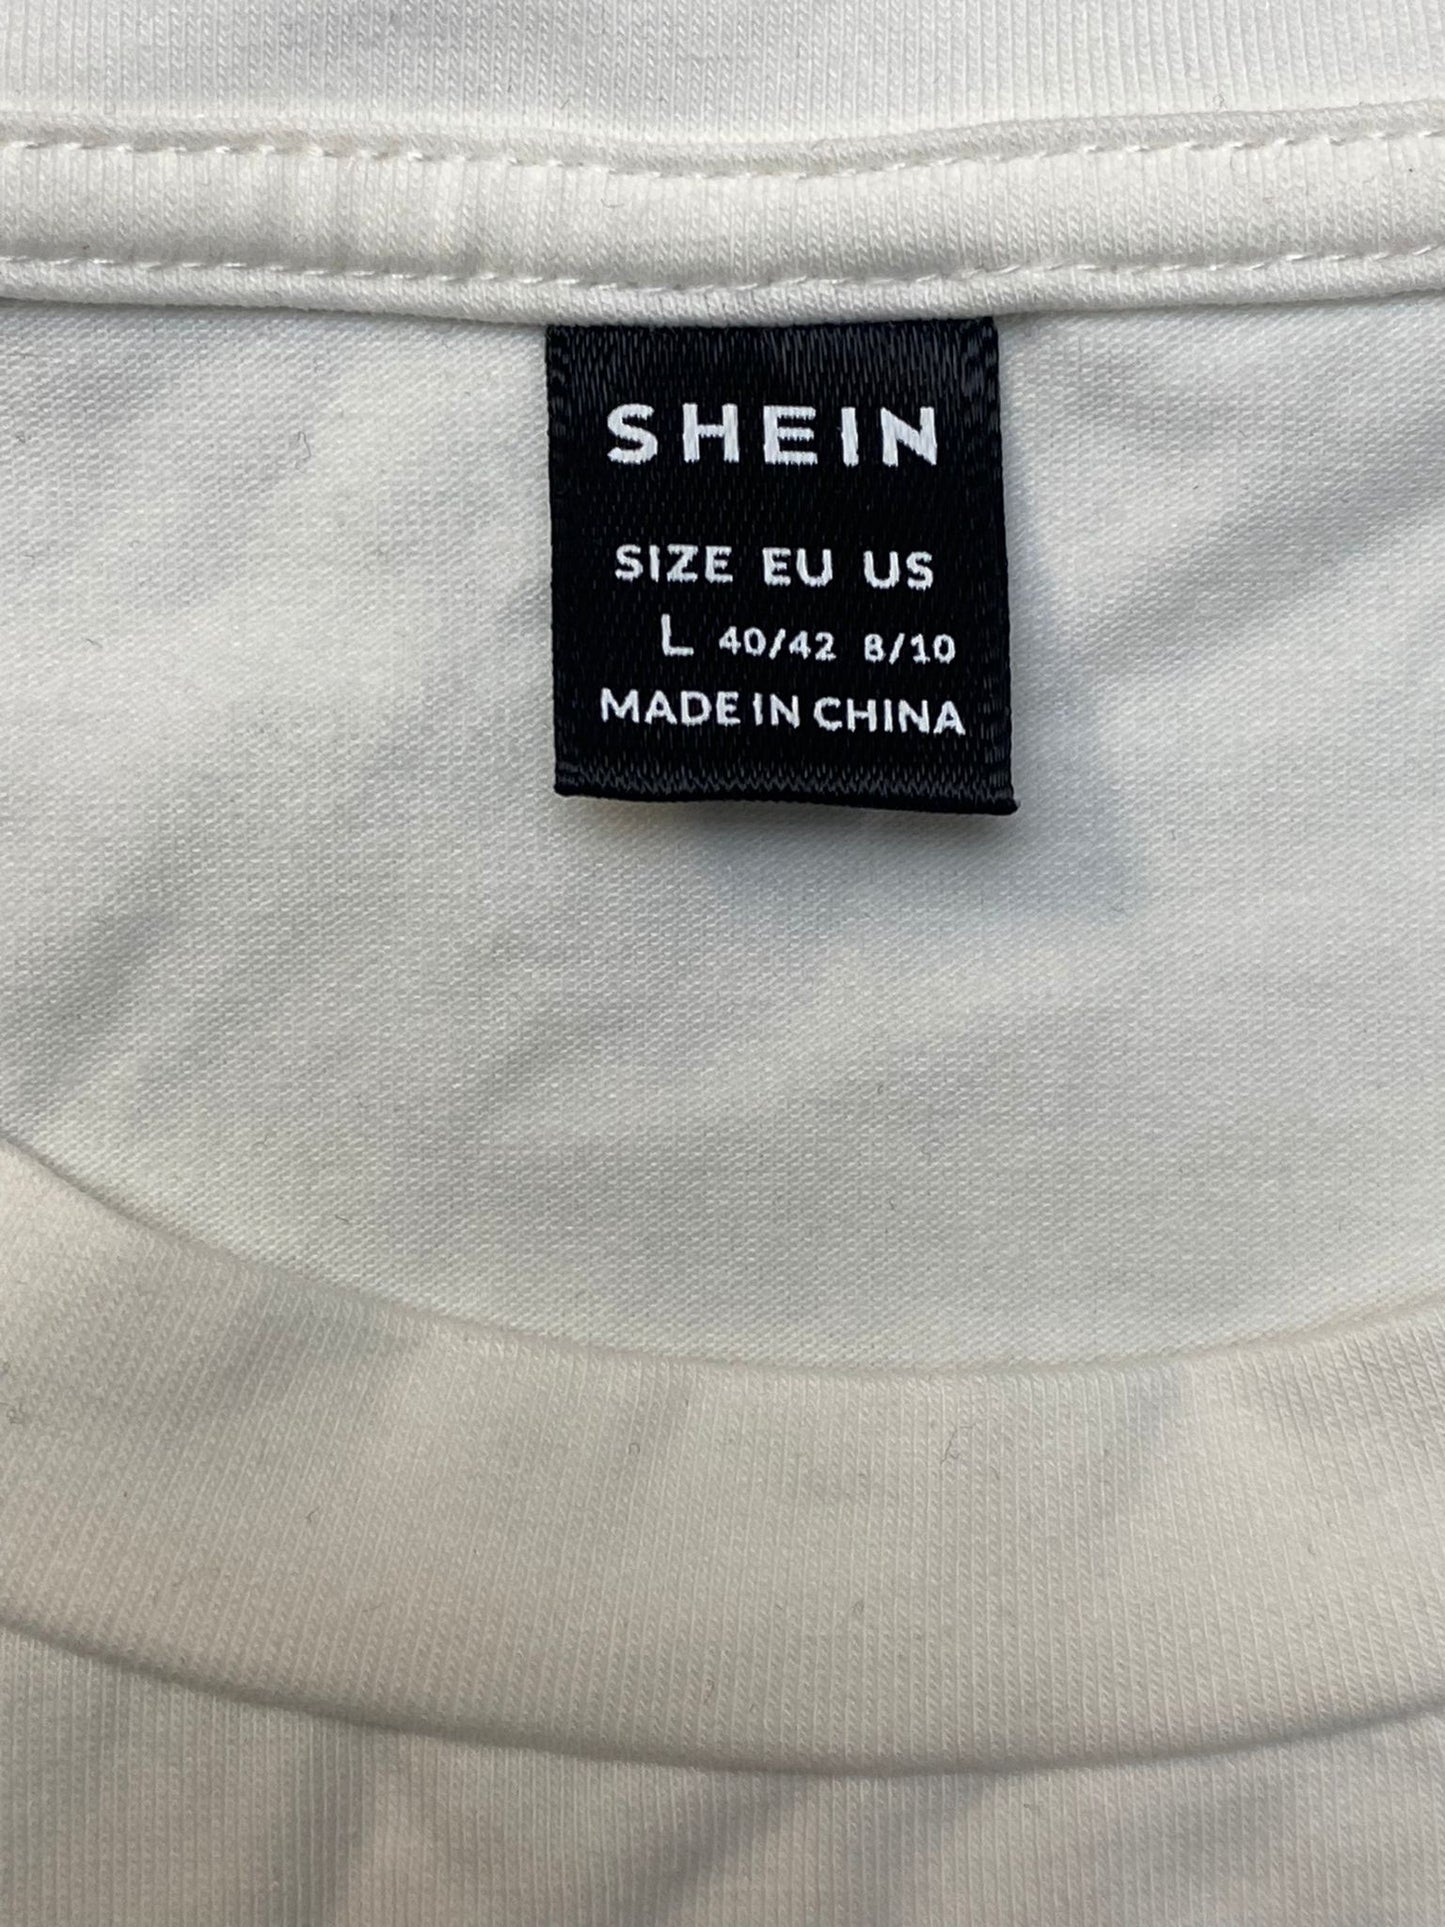 SHEIN
SIZE EU US
L 40/42 8/10
MADE IN CHINA